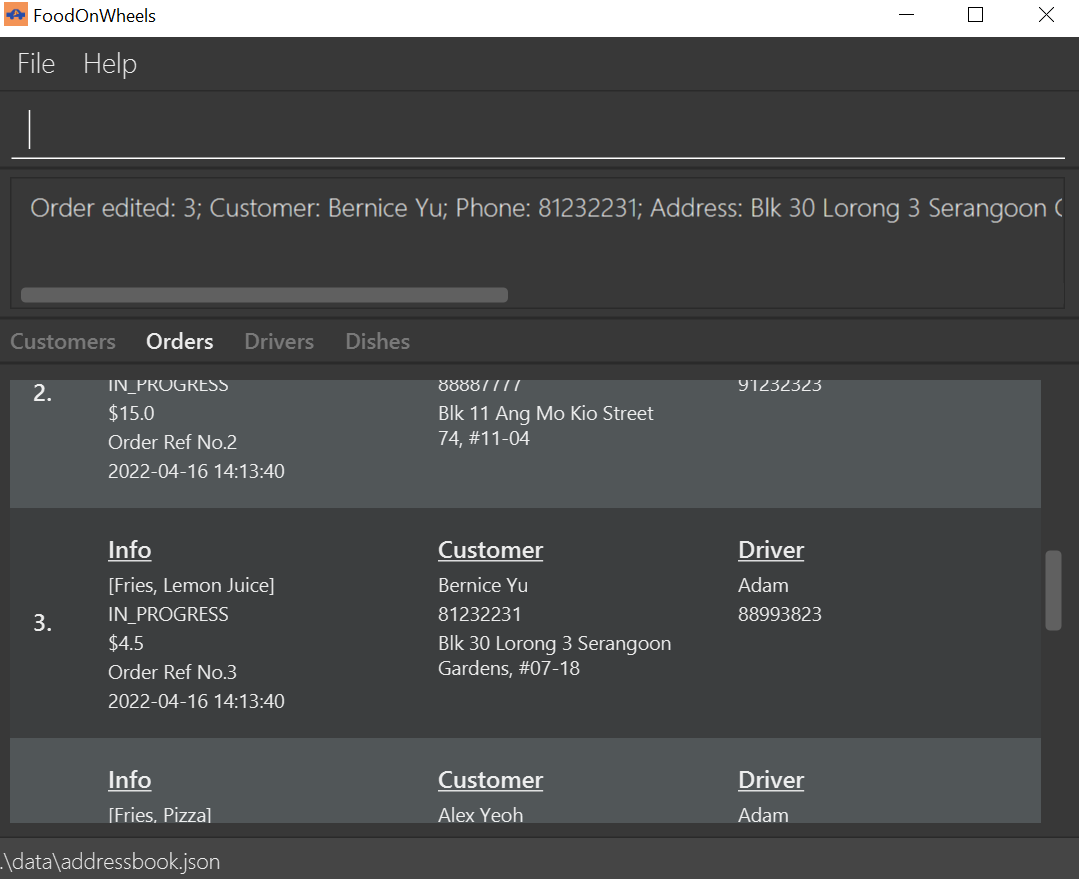 FoodOnWheels
File Help
Order edited: 3; Customer: Bernice Yu; Phone: 81232231; Address: Blk 30 Lorong 3 Serangoon
Customers Orders Drivers Dishes
2.
IN_PROGRESS 88887777 91232323
$15.0 Blk 11 Ang Mo Kio Street
Order Ref No.2 74, #11-04
2022-04-16 14:13:40
Info Customer Driver
[Fries, Lemon Juice] Bernice Yu Adam
3.
IN_PROGRESS 81232231 88993823
$4.5 Blk 30 Lorong 3 Serangoon
Order Ref No.3 Gardens, #07-18
2022-04-16 14:13:40
Info Customer Driver
[Fries, Pizza] Alex Yeoh Adam
.\data\addressbook.json